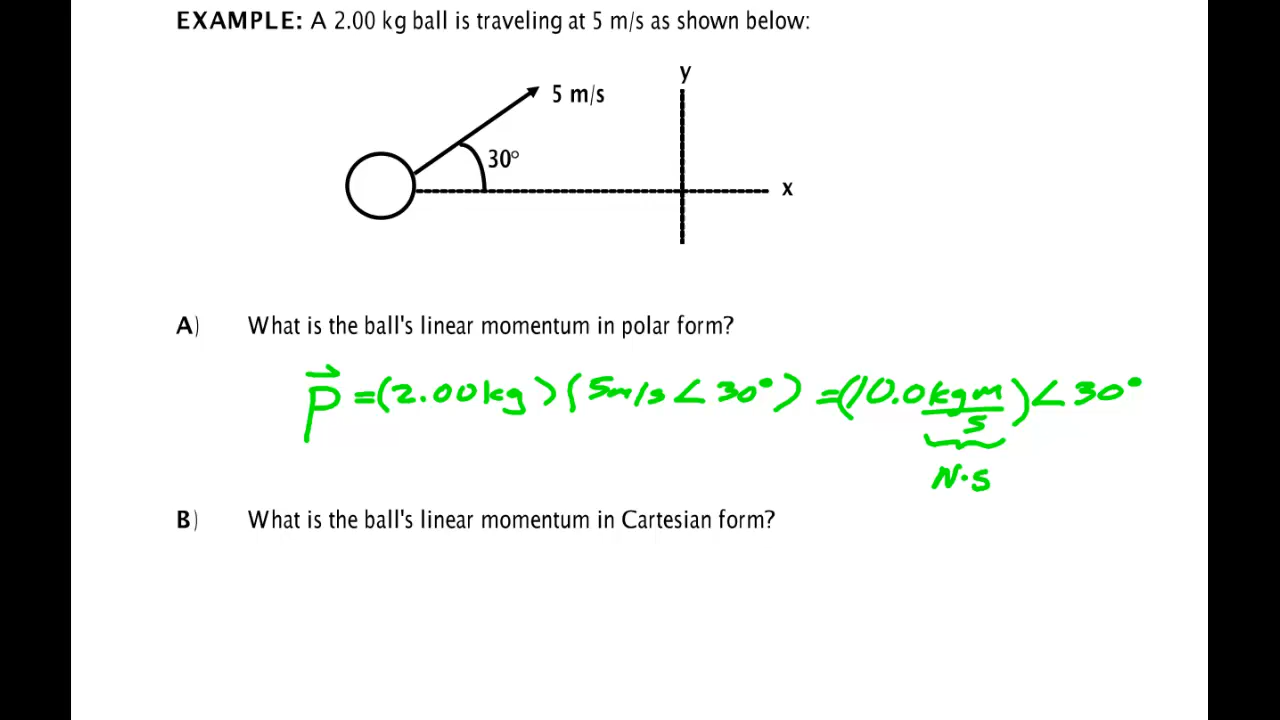 EXAMPLE: A 2.00 kg ball is traveling at 5 m/s as shown below:
y
5 m/s
30°
x
A) What is the ball's linear momentum in polar form?
p⃗ = (2.00 kg) (5 m/s ∠ 30°) = (10.0 kg m/s) ∠ 30°
N·s
B) What is the ball's linear momentum in Cartesian form?